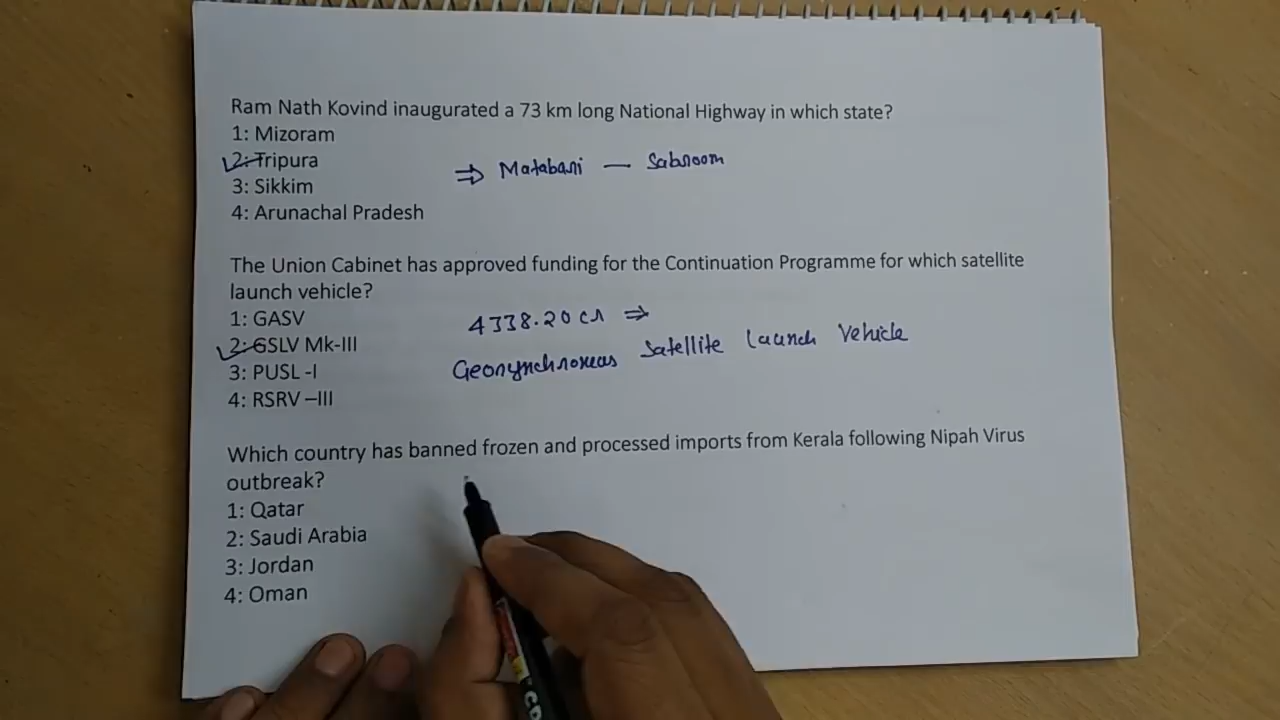 Ram Nath Kovind inaugurated a 73 km long National Highway in which state?
1: Mizoram
2: Tripura
⇒ Matabari — Sabroom
3: Sikkim
4: Arunachal Pradesh
The Union Cabinet has approved funding for the Continuation Programme for which satellite
launch vehicle?
1: GASV
4338.20 cr ⇒
2: GSLV Mk-III
Geosynchronous Satellite Launch Vehicle
3: PUSL -I
4: RSRV –III
Which country has banned frozen and processed imports from Kerala following Nipah Virus
outbreak?
1: Qatar
2: Saudi Arabia
3: Jordan
4: Oman